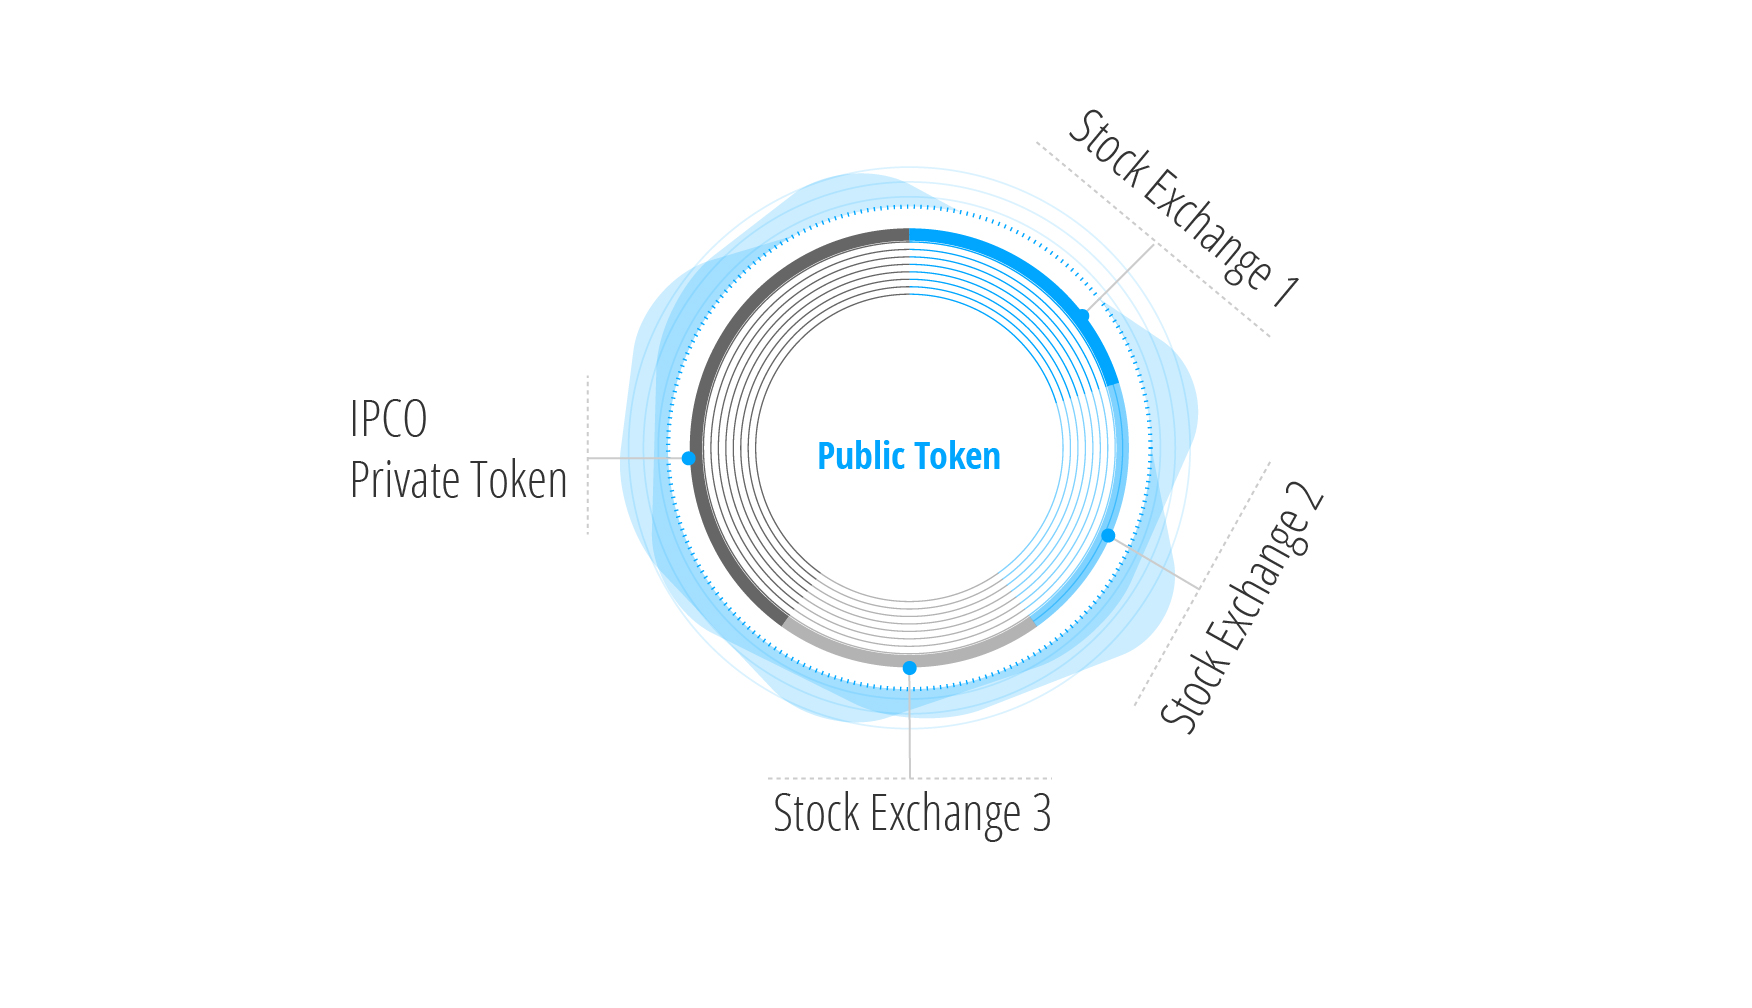 Stock Exchange 1
IPCO
Private Token
Public Token
Stock Exchange 2
Stock Exchange 3